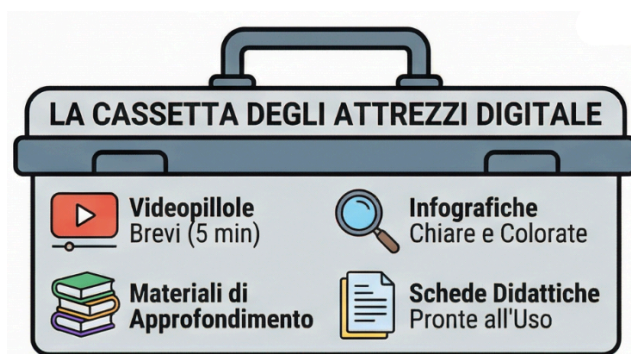 LA CASSETTA DEGLI ATTREZZI DIGITALE
Videopillole
Brevi (5 min)
Infografiche
Chiare e Colorate
Materiali di
Approfondimento
Schede Didattiche
Pronte all'Uso